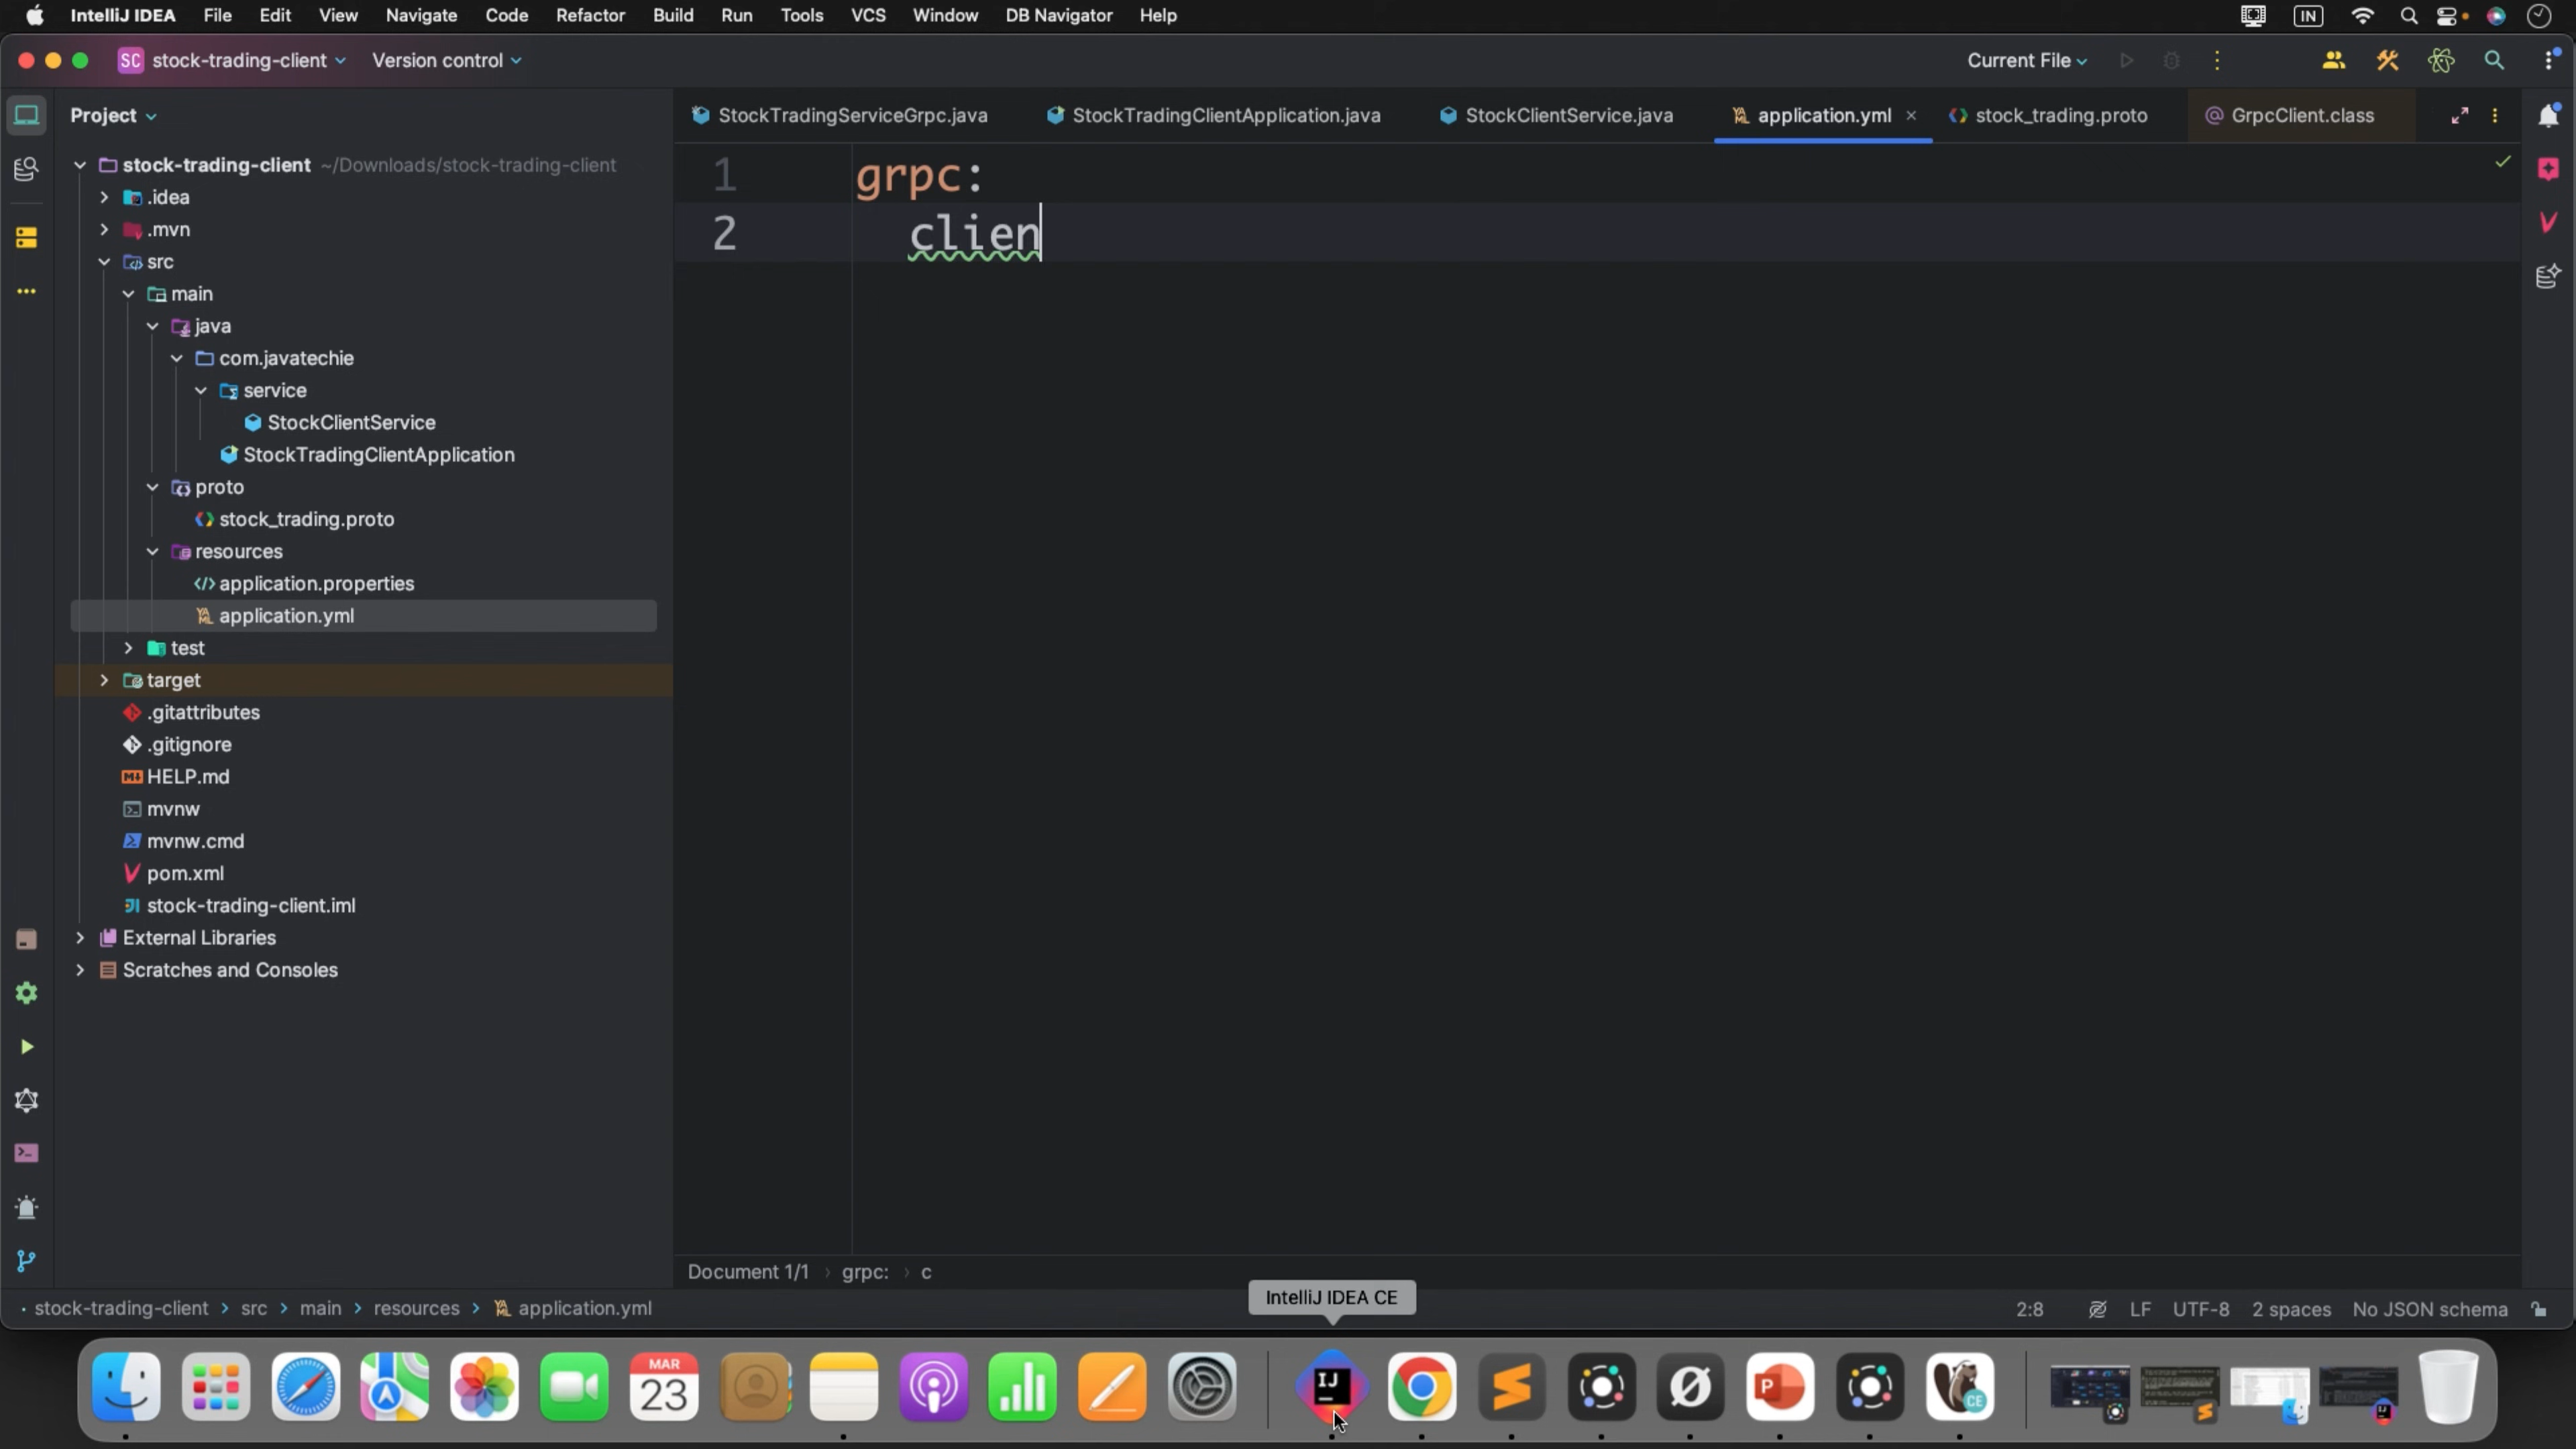 IntelliJ IDEA File Edit View Navigate Code Refactor Build Run Tools VCS Window DB Navigator Help IN
SC stock-trading-client Version control Current File
Project
StockTradingServiceGrpc.java StockTradingClientApplication.java StockClientService.java application.yml stock_trading.proto @ GrpcClient.class
stock-trading-client ~/Downloads/stock-trading-client
.idea
.mvn
src
main
java
com.javatechie
service
StockClientService
StockTradingClientApplication
proto
stock_trading.proto
resources
application.properties
application.yml
test
target
.gitattributes
.gitignore
HELP.md
mvnw
mvnw.cmd
pom.xml
stock-trading-client.iml
External Libraries
Scratches and Consoles
1 grpc:
2 clien
Document 1/1 › grpc: › c
stock-trading-client > src > main > resources > application.yml
2:8 LF UTF-8 2 spaces No JSON schema
IntelliJ IDEA CE
MAR
23
IJ
P
CE